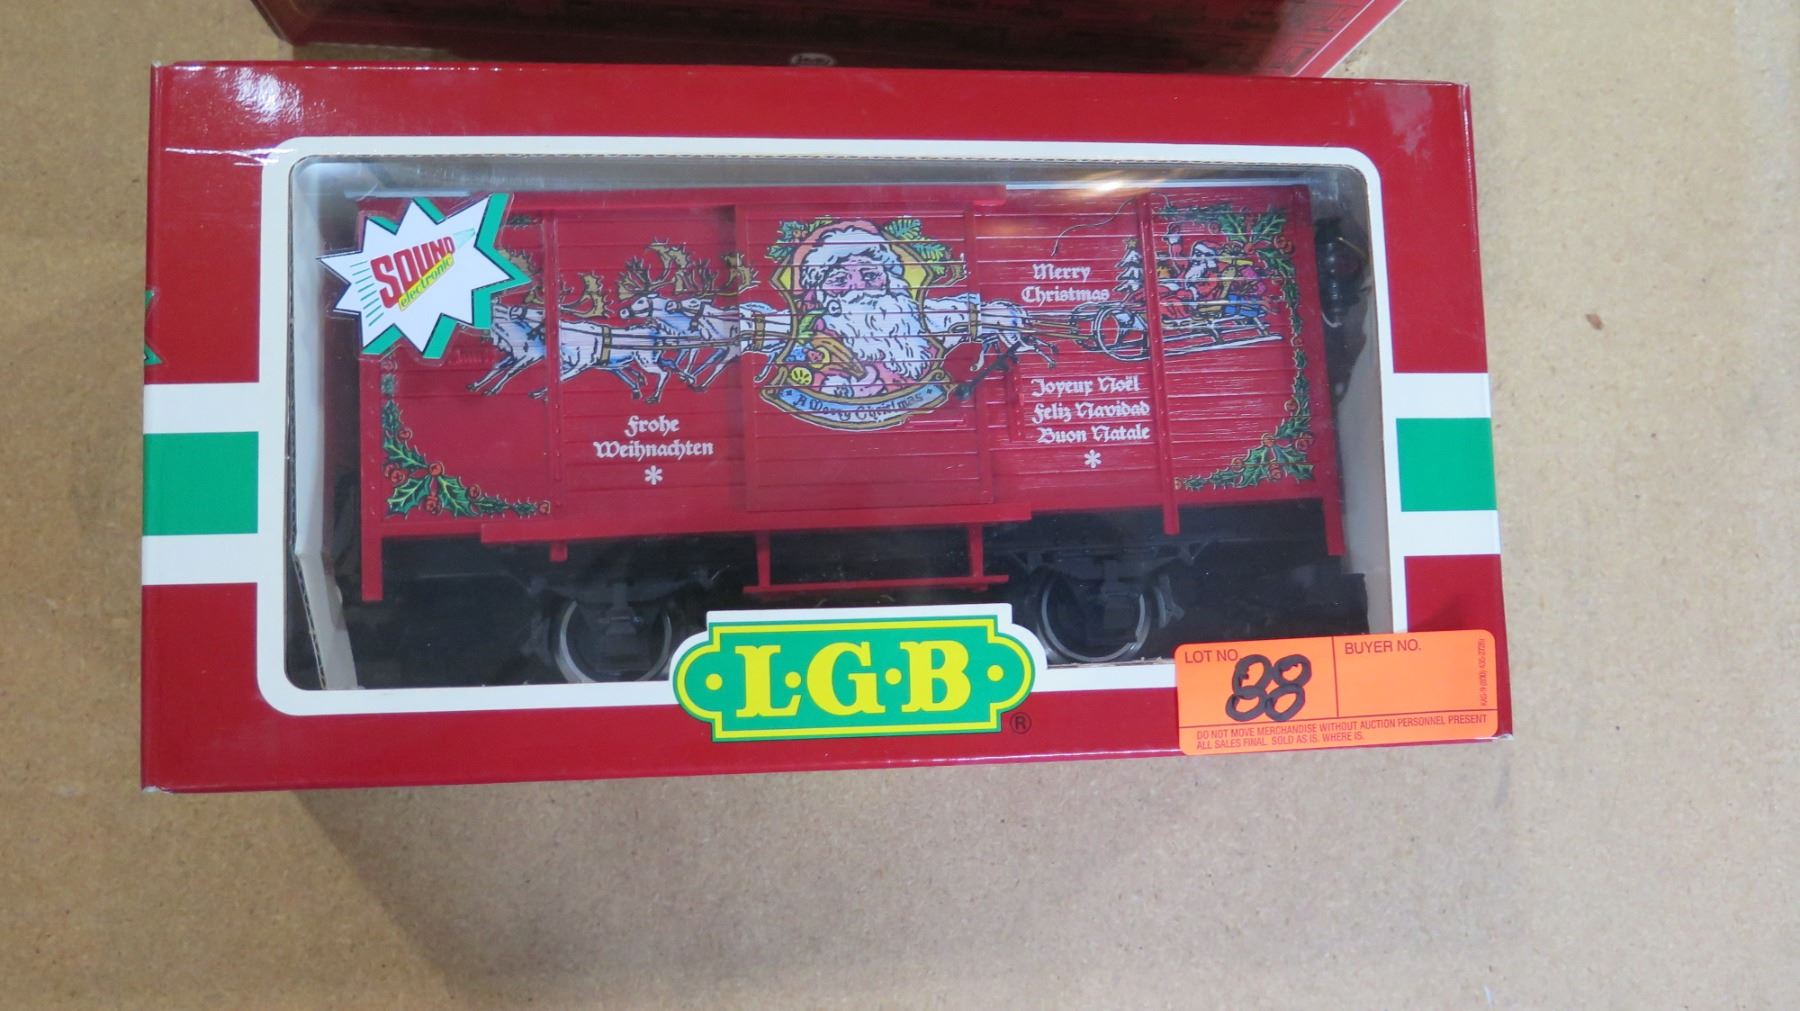 SOUND
electronic
Merry
Christmas
A Merry Christmas
Joyeux Noël
Feliz Navidad
Buon Natale
*
Frohe
Weihnachten
*
L·G·B
®
LOT NO. 88
BUYER NO.
DO NOT MOVE MERCHANDISE WITHOUT AUCTION PERSONNEL PRESENT
ALL SALES FINAL. SOLD AS IS. WHERE IS.